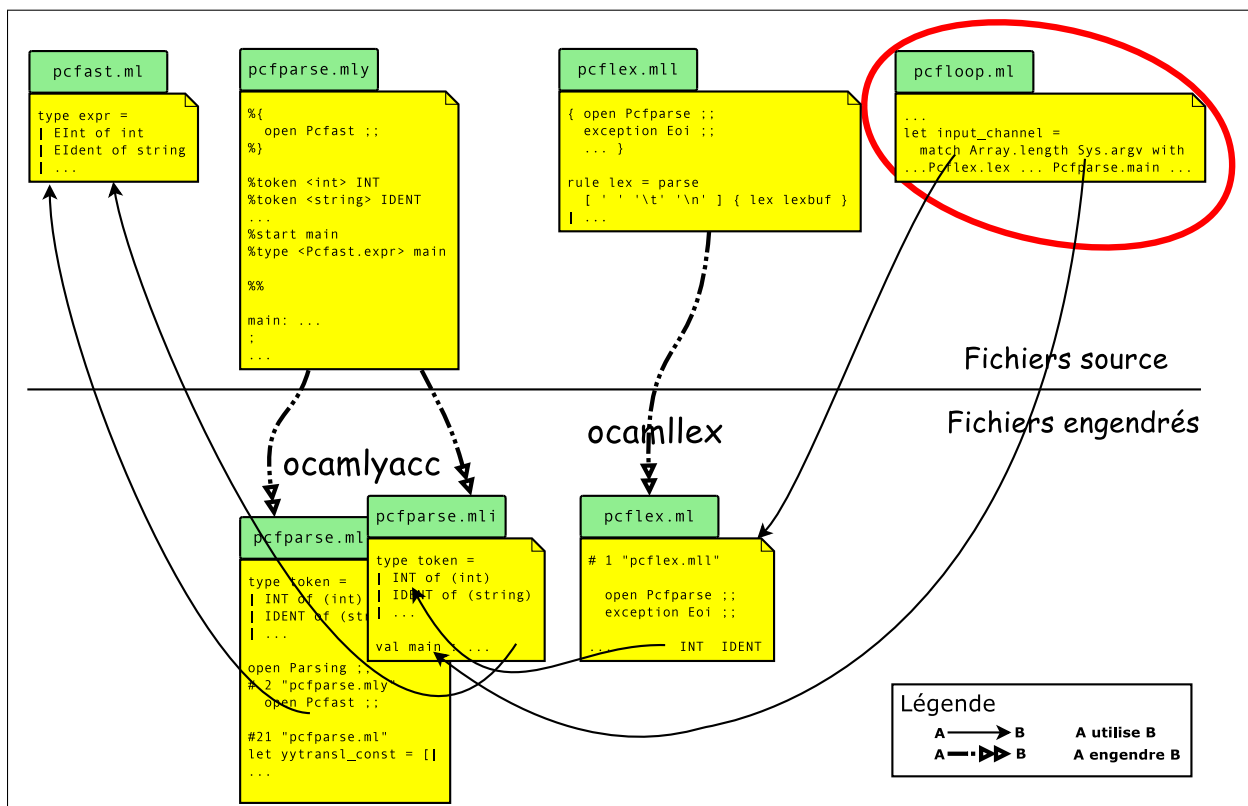 pcfast.ml
type expr =
| EInt of int
| EIdent of string
| ...
pcfparse.mly
%{
open Pcfast ;;
%}
%token <int> INT
%token <string> IDENT
...
%start main
%type <Pcfast.expr> main
%%
main: ...
;
...
pcflex.mll
{ open Pcfparse ;;
exception Eoi ;;
... }
rule lex = parse
[ ' ' '\t' '\n' ] { lex lexbuf }
| ...
pcfloop.ml
...
let input_channel =
match Array.length Sys.argv with
...Pcflex.lex ... Pcfparse.main ...
Fichiers source
Fichiers engendrés
ocamlyacc
ocamllex
pcfparse.ml
type token =
| INT of (int)
| IDENT of (str
| ...
open Parsing ;;
# 2 "pcfparse.mly"
open Pcfast ;;
#21 "pcfparse.ml"
let yytransl_const = [|
...
pcfparse.mli
type token =
| INT of (int)
| IDENT of (string)
| ...
val main : ...
pcflex.ml
# 1 "pcflex.mll"
open Pcfparse ;;
exception Eoi ;;
... INT IDENT
Légende
A B A utilise B
A B A engendre B